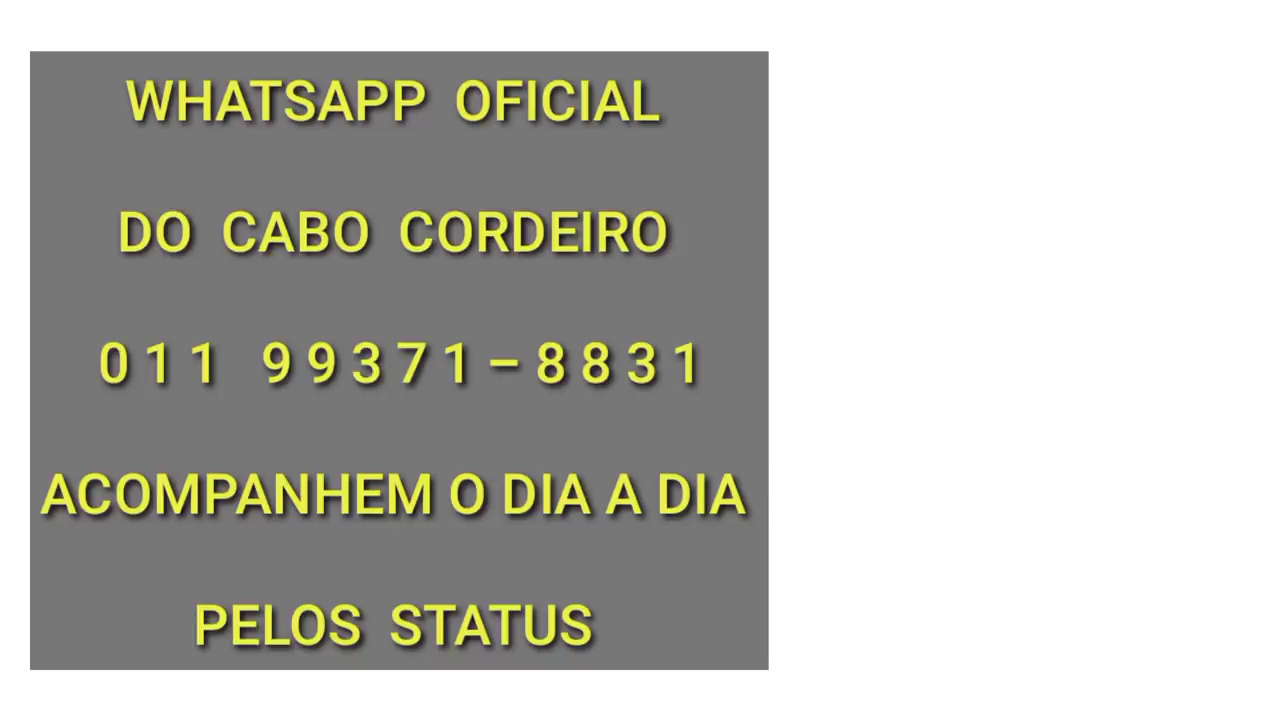 WHATSAPP OFICIAL
DO CABO CORDEIRO
011 99371–8831
ACOMPANHEM O DIA A DIA
PELOS STATUS